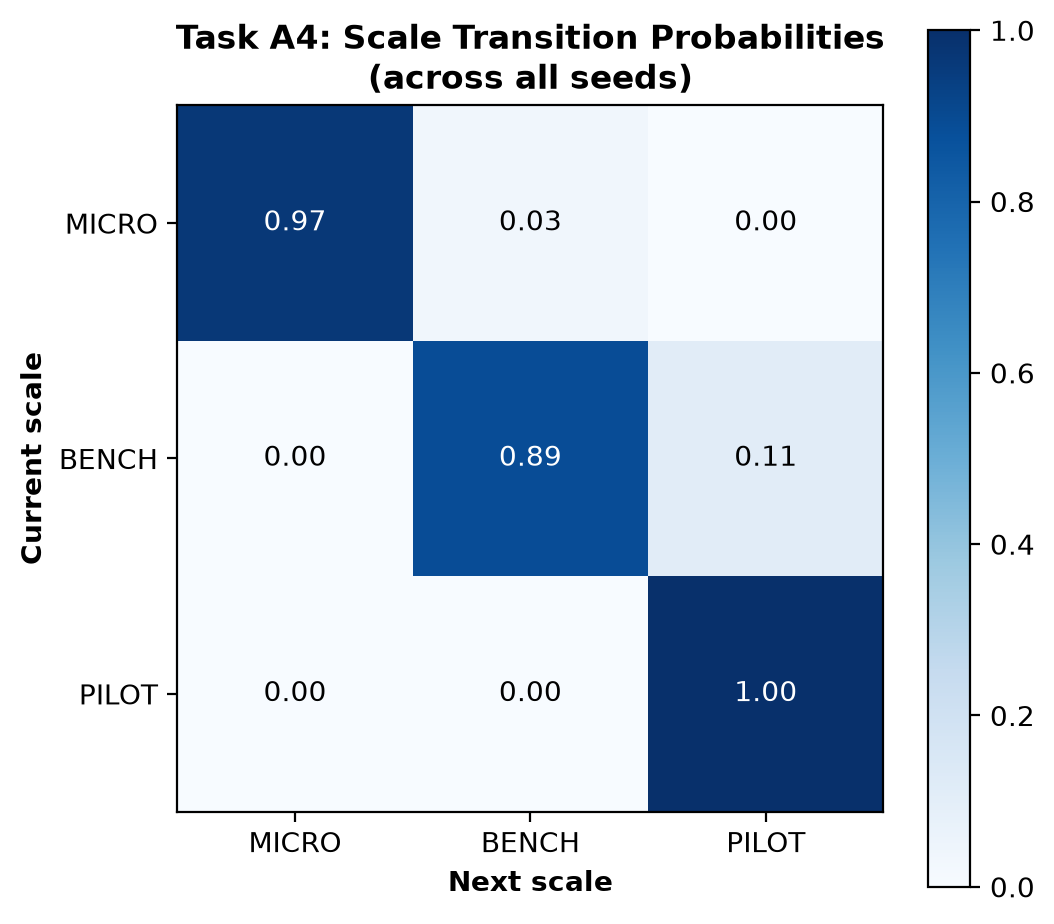 Task A4: Scale Transition Probabilities
(across all seeds)
1.0
0.8
0.6
0.4
0.2
0.0
Current scale
MICRO 0.97 0.03 0.00
BENCH 0.00 0.89 0.11
PILOT 0.00 0.00 1.00
MICRO BENCH PILOT
Next scale